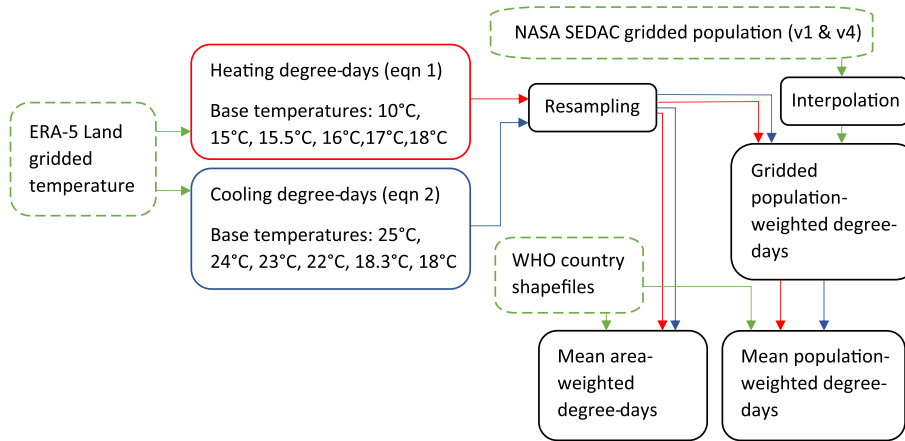 NASA SEDAC gridded population (v1 & v4)
Heating degree-days (eqn 1)
Base temperatures: 10°C,
15°C, 15.5°C, 16°C,17°C,18°C
ERA-5 Land
gridded
temperature
Cooling degree-days (eqn 2)
Base temperatures: 25°C,
24°C, 23°C, 22°C, 18.3°C, 18°C
Resampling
Interpolation
Gridded
population-
weighted degree-
days
WHO country
shapefiles
Mean area-
weighted
degree-days
Mean population-
weighted degree-
days